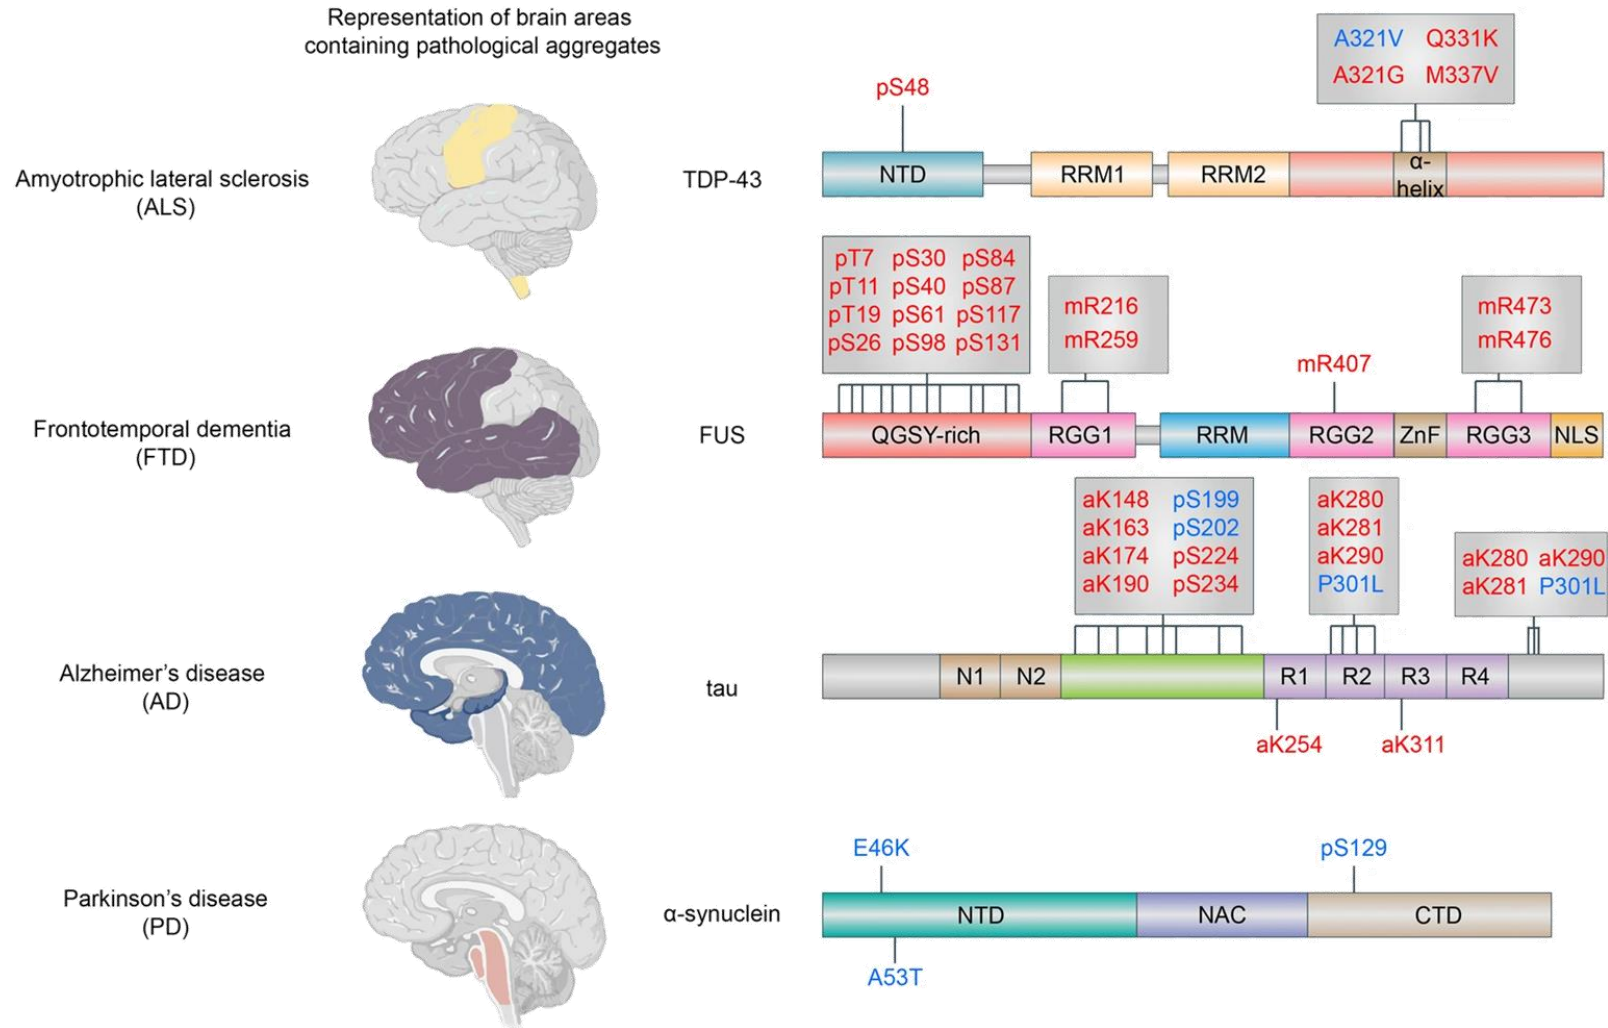 Representation of brain areas
containing pathological aggregates
Amyotrophic lateral sclerosis
(ALS)
TDP-43
pS48
A321V Q331K
A321G M337V
NTD RRM1 RRM2 α-
helix
Frontotemporal dementia
(FTD)
FUS
pT7 pS30 pS84
pT11 pS40 pS87
pT19 pS61 pS117
pS26 pS98 pS131
mR216
mR259
mR407
mR473
mR476
QGSY-rich RGG1 RRM RGG2 ZnF RGG3 NLS
Alzheimer's disease
(AD)
tau
aK148 pS199
aK163 pS202
aK174 pS224
aK190 pS234
aK280
aK281
aK290
P301L
aK280 aK290
aK281 P301L
N1 N2 R1 R2 R3 R4
aK254 aK311
Parkinson's disease
(PD)
α-synuclein
E46K pS129
NTD NAC CTD
A53T